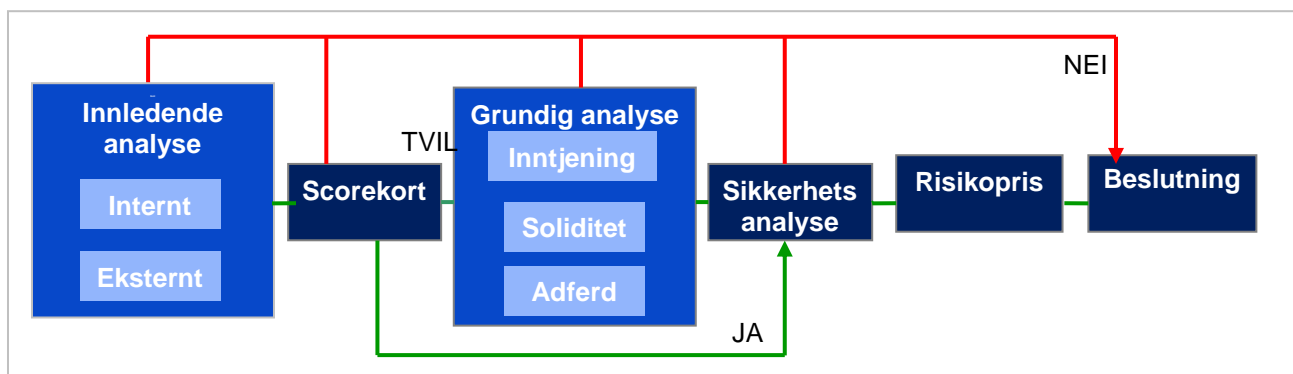 NEI
Innledende
analyse
Internt
Eksternt
Scorekort
TVIL
Grundig analyse
Inntjening
Soliditet
Adferd
Sikkerhets
analyse
Risikopris
Beslutning
JA